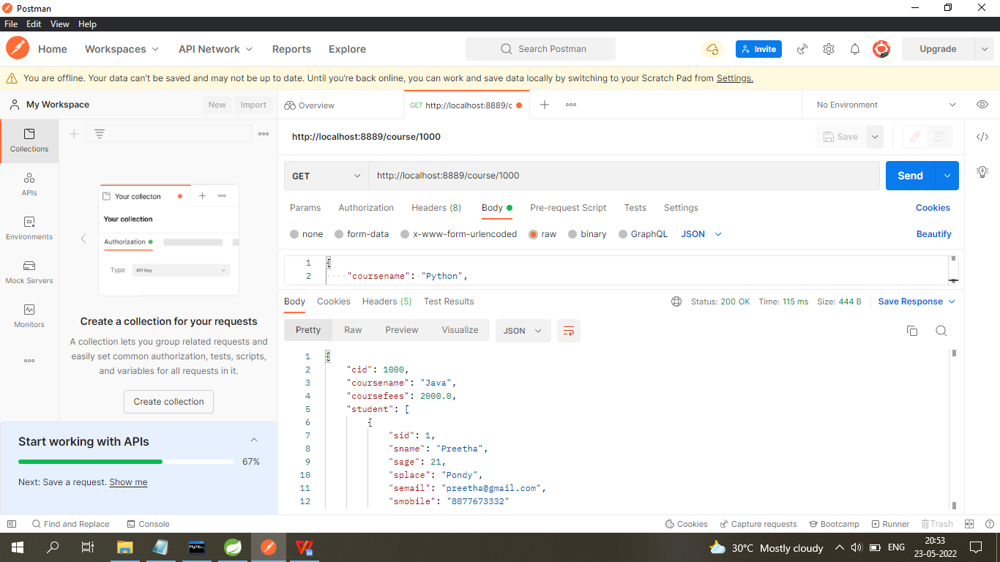 Postman
File Edit View Help
Home Workspaces API Network Reports Explore Search Postman Invite Upgrade
You are offline. Your data can't be saved and may not be up to date. Until you're back online, you can work and save data locally by switching to your Scratch Pad from Settings.
My Workspace New Import
Overview GET http://localhost:8889/c No Environment
Collections
APIs
Environments
Mock Servers
Monitors
Your collecton
Your collection
Authorization
Type API Key
Create a collection for your requests
A collection lets you group related requests and
easily set common authorization, tests, scripts,
and variables for all requests in it.
Create collection
Start working with APIs
67%
Next: Save a request. Show me
http://localhost:8889/course/1000 Save
GET http://localhost:8889/course/1000 Send
Params Authorization Headers (8) Body Pre-request Script Tests Settings Cookies
none form-data x-www-form-urlencoded raw binary GraphQL JSON Beautify
1 {
2 "coursename": "Python",
Body Cookies Headers (5) Test Results Status: 200 OK Time: 115 ms Size: 444 B Save Response
Pretty Raw Preview Visualize JSON
1 {
2 "cid": 1000,
3 "coursename": "Java",
4 "coursefees": 2000.0,
5 "student": [
6 {
7 "sid": 1,
8 "sname": "Preetha",
9 "sage": 21,
10 "splace": "Pondy",
11 "semail": "preetha@gmail.com",
12 "smobile": "8877673332"
Find and Replace Console Cookies Capture requests Bootcamp Runner Trash
MySQL 30°C Mostly cloudy ENG 20:53
23-05-2022